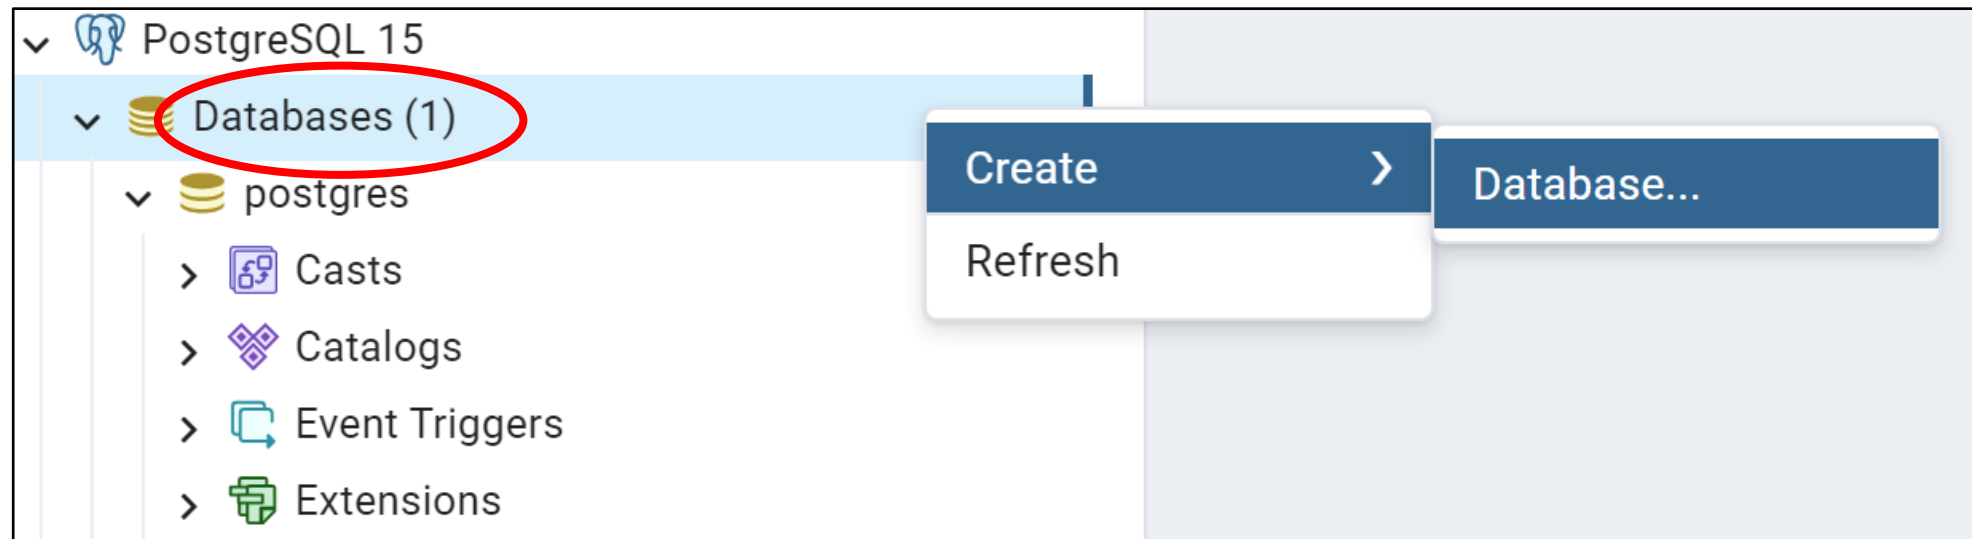 PostgreSQL 15
Databases (1)
postgres
Casts
Catalogs
Event Triggers
Extensions
Create
Refresh
Database...